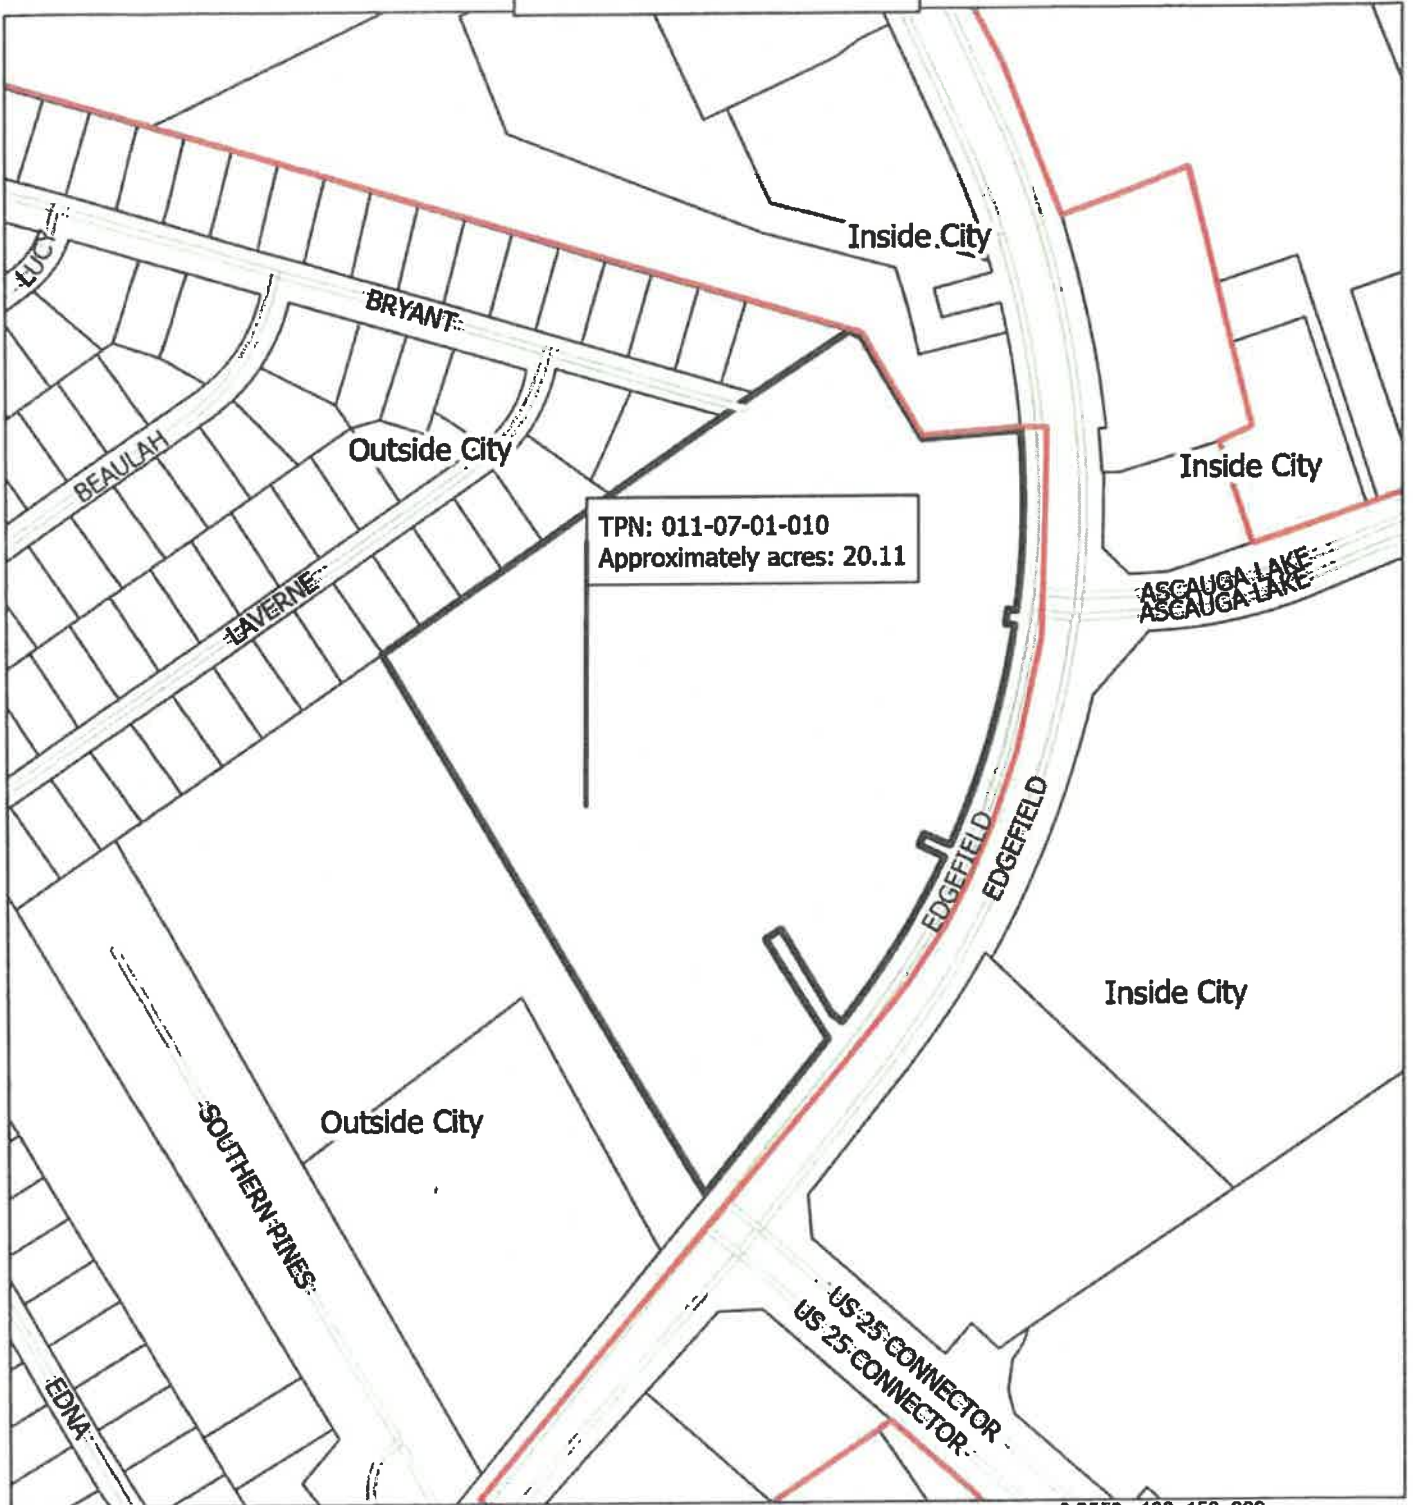 Inside City
LUCY
BRYANT
Outside City
Inside City
BEAULAH
TPN: 011-07-01-010
Approximately acres: 20.11
ASCAUGA LAKE
ASCAUGA LAKE
LAVERNE
EDGEFIELD
EDGEFIELD
Inside City
Outside City
SOUTHERN PINES
US 25 CONNECTOR
US 25 CONNECTOR
EDNA